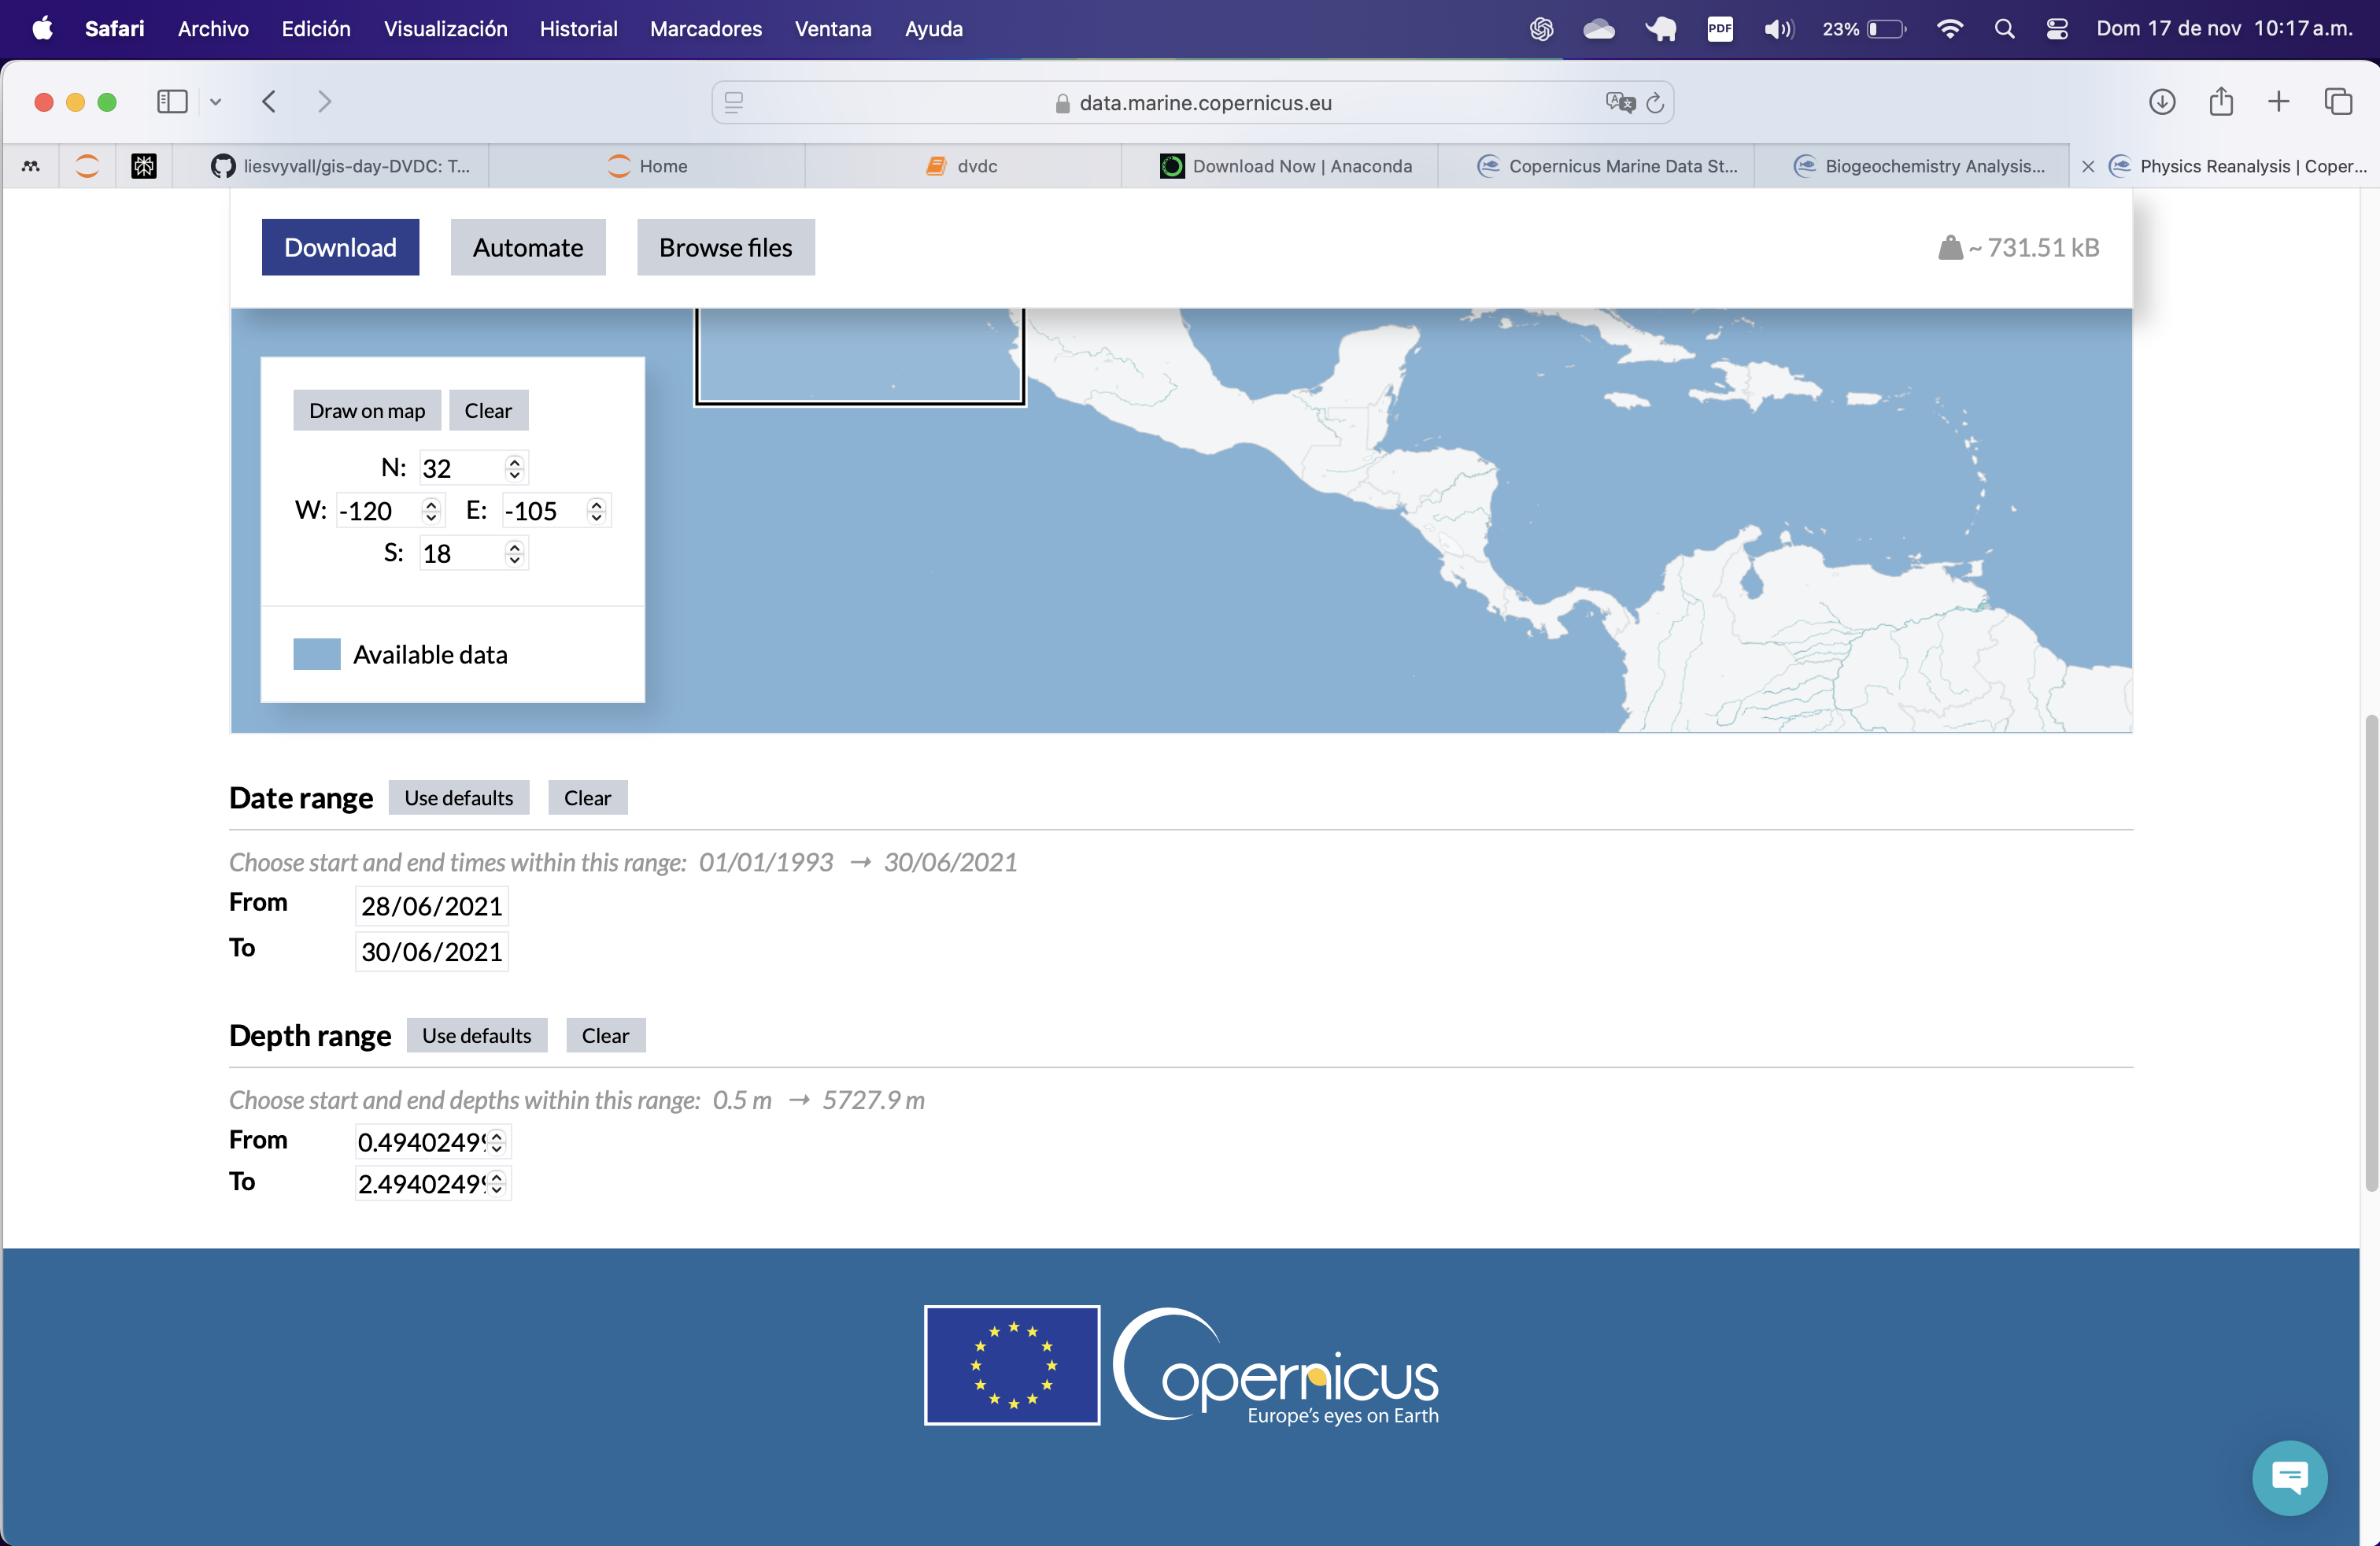 Safari Archivo Edición Visualización Historial Marcadores Ventana Ayuda PDF 23% Dom 17 de nov 10:17 a.m.
data.marine.copernicus.eu
liesvyvall/gis-day-DVDC: T... Home dvdc Download Now | Anaconda Copernicus Marine Data St... Biogeochemistry Analysis... Physics Reanalysis | Coper...
Download Automate Browse files ~ 731.51 kB
Draw on map Clear
N: 32
W: -120 E: -105
S: 18
Available data
Date range Use defaults Clear
Choose start and end times within this range: 01/01/1993 → 30/06/2021
From 28/06/2021
To 30/06/2021
Depth range Use defaults Clear
Choose start and end depths within this range: 0.5 m → 5727.9 m
From 0.4940249
To 2.4940249
Copernicus
Europe's eyes on Earth